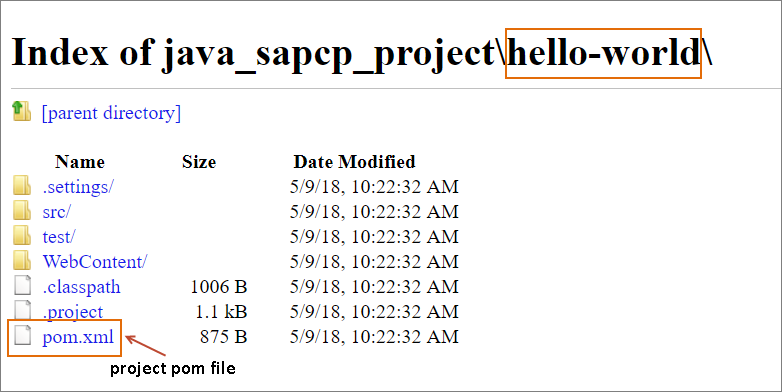 Index of java_sapcp_project\hello-world\
[parent directory]
Name Size Date Modified
.settings/ 5/9/18, 10:22:32 AM
src/ 5/9/18, 10:22:32 AM
test/ 5/9/18, 10:22:32 AM
WebContent/ 5/9/18, 10:22:32 AM
.classpath 1006 B 5/9/18, 10:22:32 AM
.project 1.1 kB 5/9/18, 10:22:32 AM
pom.xml 875 B 5/9/18, 10:22:32 AM
project pom file